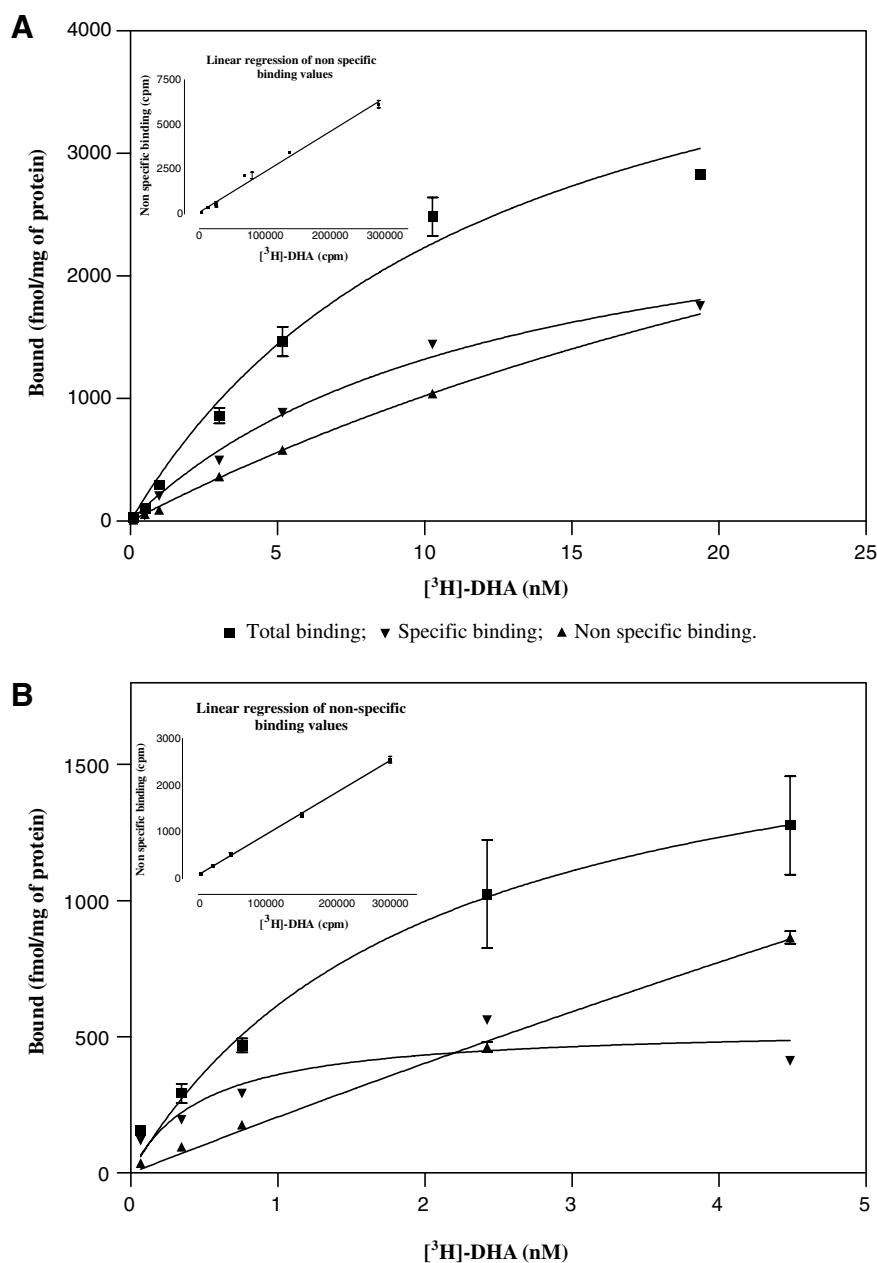 A
4000
3000
2000
1000
0
Bound (fmol/mg of protein)
Linear regression of non specific
binding values
7500
5000
2500
0
Non specific binding (cpm)
0 100000 200000 300000
[³H]-DHA (cpm)
0 5 10 15 20 25
[³H]-DHA (nM)
Total binding; Specific binding; Non specific binding.
B
1500
1000
500
0
Bound (fmol/mg of protein)
Linear regression of non-specific
binding values
3000
2000
1000
0
Non specific binding (cpm)
0 100000 200000 300000
[³H]-DHA (cpm)
0 1 2 3 4 5
[³H]-DHA (nM)